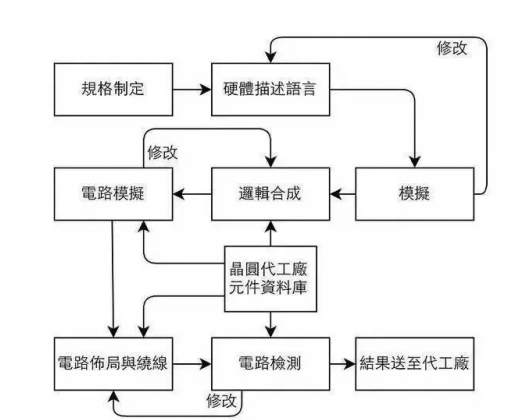 修改
規格制定
硬體描述語言
修改
電路模擬
邏輯合成
模擬
晶圓代工廠
元件資料庫
電路佈局與繞線
電路檢測
結果送至代工廠
修改